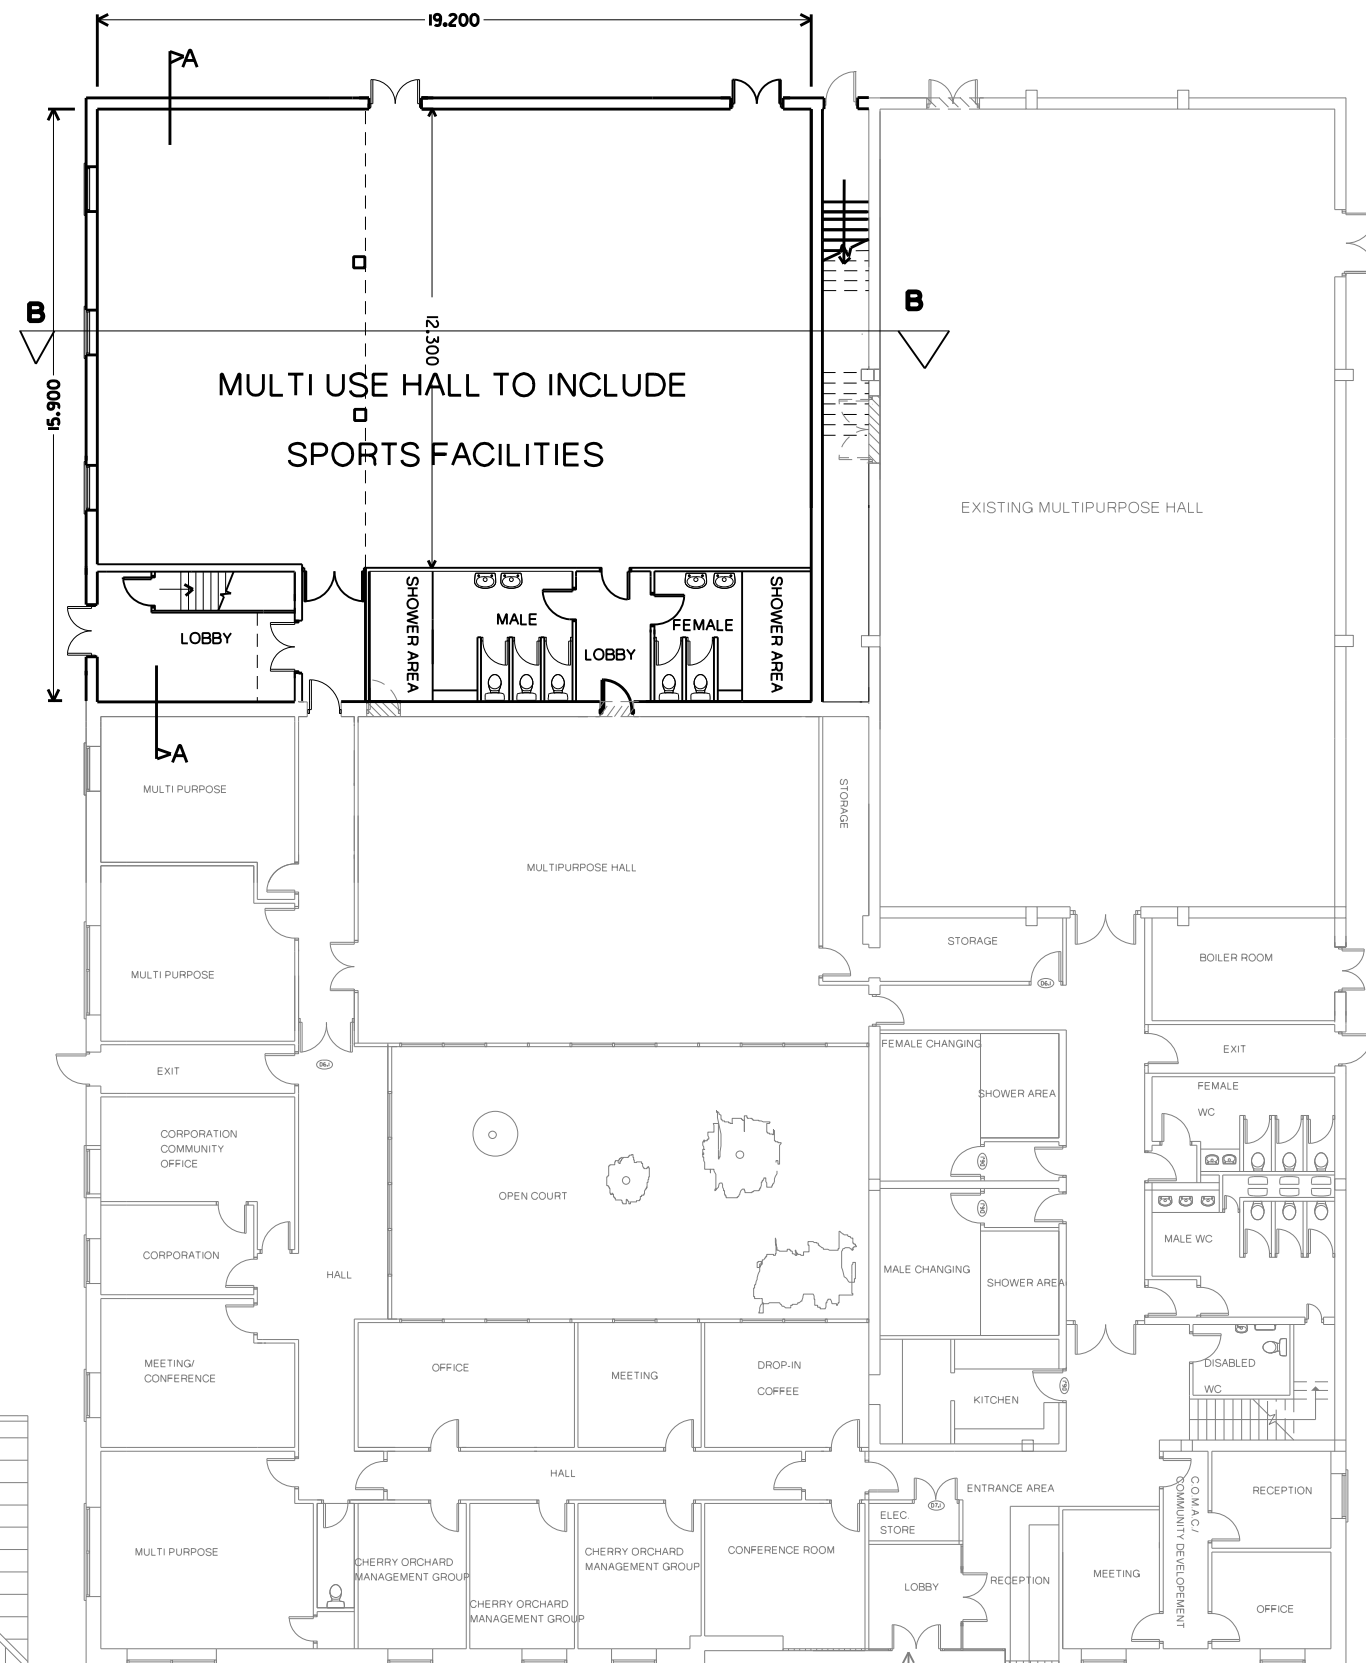 19.200
A
B
B
12.300
15.900
MULTI USE HALL TO INCLUDE
SPORTS FACILITIES
EXISTING MULTIPURPOSE HALL
SHOWER AREA
MALE
FEMALE
SHOWER AREA
LOBBY
LOBBY
A
MULTI PURPOSE
STORAGE
MULTIPURPOSE HALL
STORAGE
BOILER ROOM
MULTI PURPOSE
FEMALE CHANGING
EXIT
EXIT
FEMALE
WC
SHOWER AREA
CORPORATION
COMMUNITY
OFFICE
OPEN COURT
MALE WC
CORPORATION
HALL
MALE CHANGING
SHOWER AREA
MEETING/
CONFERENCE
OFFICE
MEETING
DROP-IN
COFFEE
DISABLED
WC
KITCHEN
HALL
ENTRANCE AREA
C.O.M.A.C./
COMMUNITY DEVELOPEMENT
RECEPTION
ELEC.
STORE
MULTI PURPOSE
CHERRY ORCHARD
MANAGEMENT GROUP
CHERRY ORCHARD
MANAGEMENT GROUP
CONFERENCE ROOM
CHERRY ORCHARD
MANAGEMENT GROUP
LOBBY
RECEPTION
MEETING
OFFICE